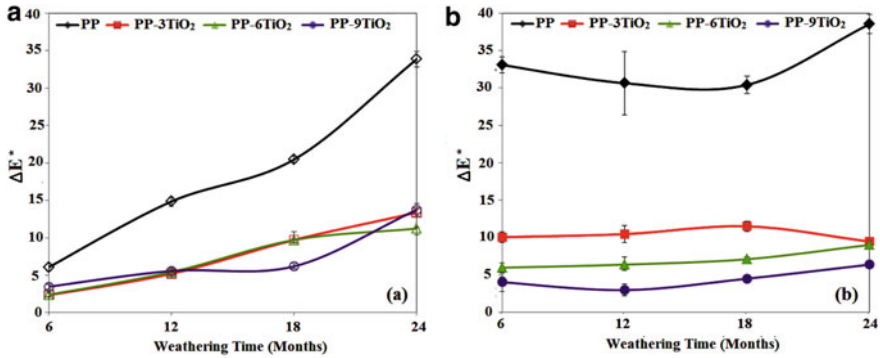 a
40
35
30
25
20
15
10
5
0
ΔE*
PP PP-3TiO₂ PP-6TiO₂ PP-9TiO₂
(a)
6 12 18 24
Weathering Time (Months)
b
40
35
30
25
20
15
10
5
0
ΔE*
PP PP-3TiO₂ PP-6TiO₂ PP-9TiO₂
(b)
6 12 18 24
Weathering Time (Months)